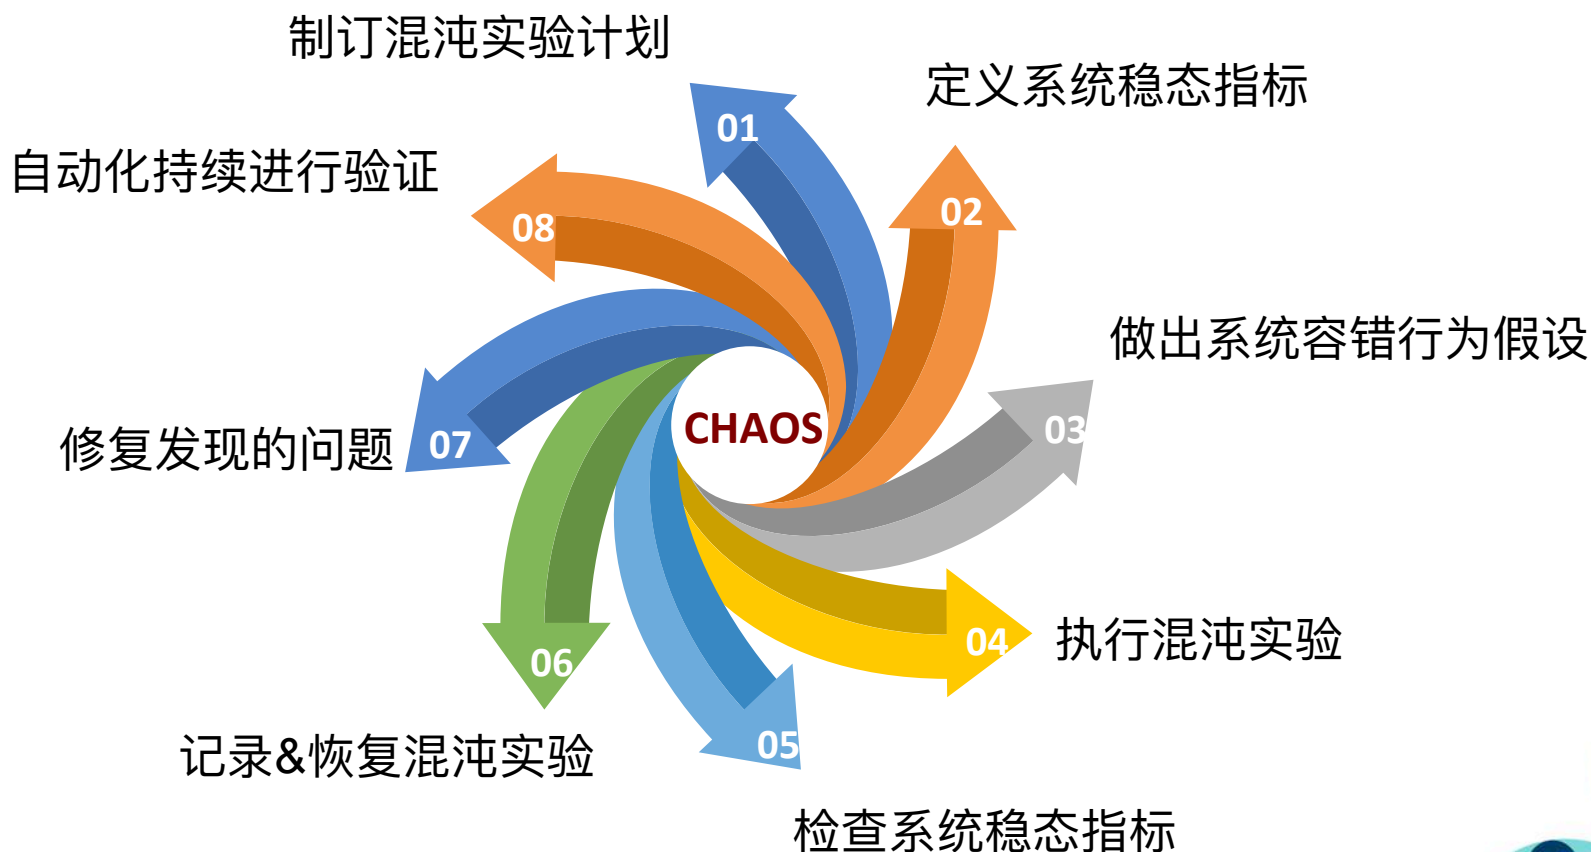 制订混沌实验计划
01
定义系统稳态指标
02
做出系统容错行为假设
03
执行混沌实验
04
检查系统稳态指标
05
记录&恢复混沌实验
06
修复发现的问题
07
自动化持续进行验证
08
CHAOS